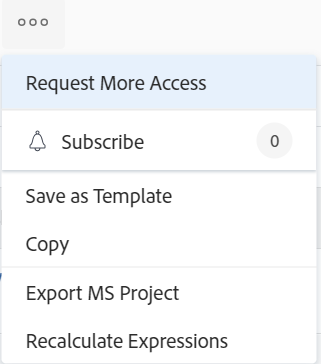 Request More Access
Subscribe 0
Save as Template
Copy
Export MS Project
Recalculate Expressions